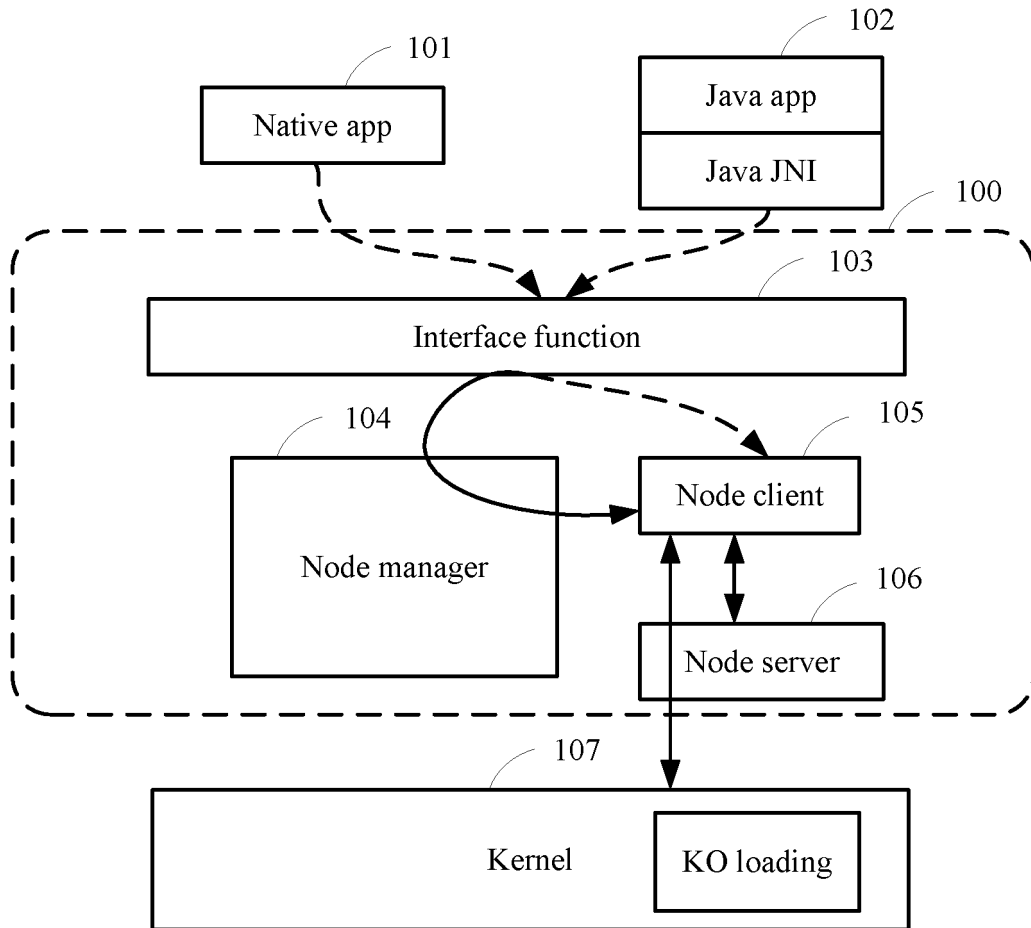 102
101
Java app
Native app
Java JNI
100
103
Interface function
104
105
Node client
Node manager
106
Node server
107
Kernel
KO loading